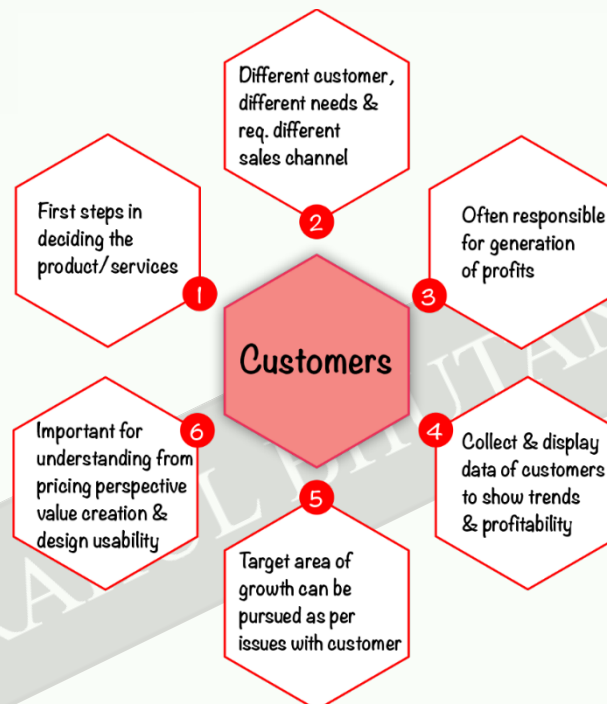 Different customer,
different needs &
req. different
sales channel
2
First steps in
deciding the
product/services
1
Often responsible
for generation
of profits
3
Customers
Important for
understanding from
pricing perspective
value creation &
design usability
6
4
Collect & display
data of customers
to show trends
& profitability
5
Target area of
growth can be
pursued as per
issues with customer